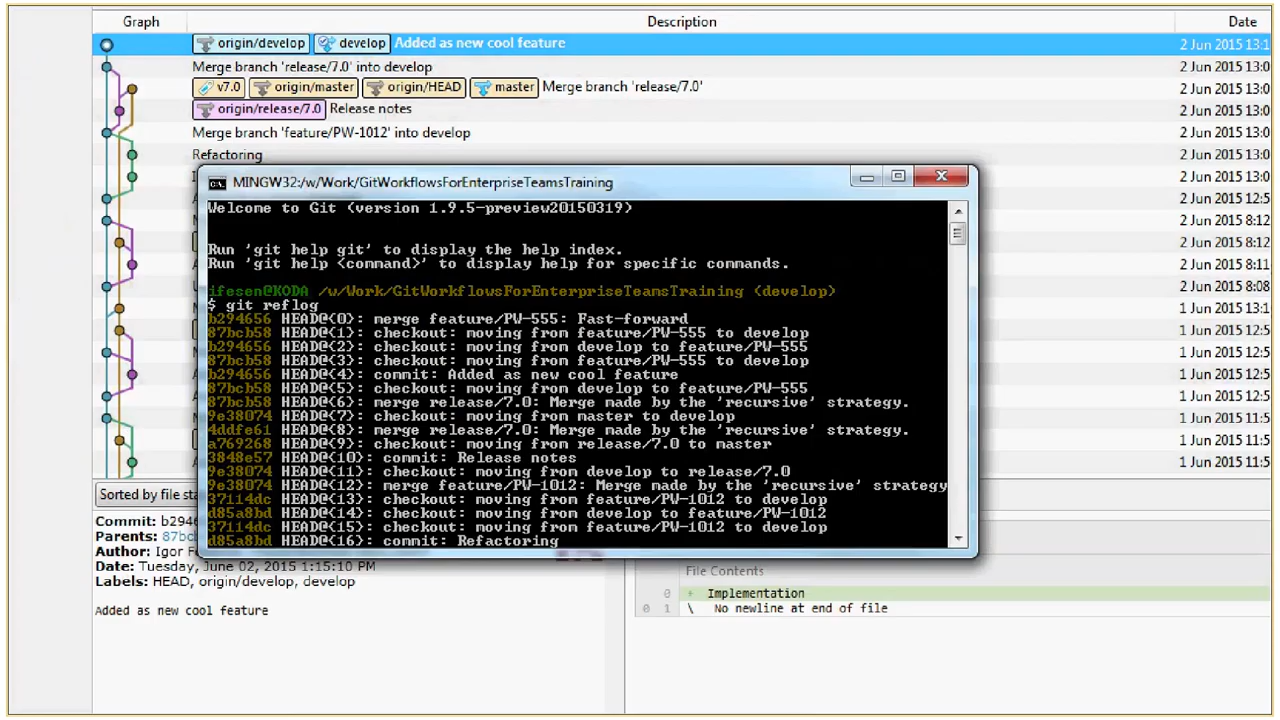 Graph Description Date
origin/develop develop Added as new cool feature 2 Jun 2015 13:1
Merge branch 'release/7.0' into develop 2 Jun 2015 13:0
v7.0 origin/master origin/HEAD master Merge branch 'release/7.0' 2 Jun 2015 13:0
origin/release/7.0 Release notes 2 Jun 2015 13:0
Merge branch 'feature/PW-1012' into develop 2 Jun 2015 13:0
Refactoring 2 Jun 2015 13:0
2 Jun 2015 13:0
2 Jun 2015 12:5
2 Jun 2015 8:12
2 Jun 2015 8:12
2 Jun 2015 8:11
2 Jun 2015 8:08
1 Jun 2015 13:1
1 Jun 2015 12:5
1 Jun 2015 12:5
1 Jun 2015 12:5
1 Jun 2015 12:5
1 Jun 2015 11:5
1 Jun 2015 11:5
1 Jun 2015 11:5
MINGW32:/w/Work/GitWorkflowsForEnterpriseTeamsTraining
Welcome to Git (version 1.9.5-preview20150319)
Run 'git help git' to display the help index.
Run 'git help <command>' to display help for specific commands.
ifesen@KODA /w/Work/GitWorkflowsForEnterpriseTeamsTraining (develop)
$ git reflog
b294656 HEAD@{0}: merge feature/PW-555: Fast-forward
87bcb58 HEAD@{1}: checkout: moving from feature/PW-555 to develop
b294656 HEAD@{2}: checkout: moving from develop to feature/PW-555
87bcb58 HEAD@{3}: checkout: moving from feature/PW-555 to develop
b294656 HEAD@{4}: commit: Added as new cool feature
87bcb58 HEAD@{5}: checkout: moving from develop to feature/PW-555
87bcb58 HEAD@{6}: merge release/7.0: Merge made by the 'recursive' strategy.
9e38074 HEAD@{7}: checkout: moving from master to develop
4ddfe61 HEAD@{8}: merge release/7.0: Merge made by the 'recursive' strategy.
a769268 HEAD@{9}: checkout: moving from release/7.0 to master
3848e57 HEAD@{10}: commit: Release notes
9e38074 HEAD@{11}: checkout: moving from develop to release/7.0
9e38074 HEAD@{12}: merge feature/PW-1012: Merge made by the 'recursive' strategy
37114dc HEAD@{13}: checkout: moving from feature/PW-1012 to develop
d85a8bd HEAD@{14}: checkout: moving from develop to feature/PW-1012
37114dc HEAD@{15}: checkout: moving from feature/PW-1012 to develop
d85a8bd HEAD@{16}: commit: Refactoring
Sorted by file sta
Commit: b294
Parents: 87bcb
Author: Igor F
Date: Tuesday, June 02, 2015 1:15:10 PM
Labels: HEAD, origin/develop, develop
Added as new cool feature
File Contents
0 + Implementation
0 1 \ No newline at end of file